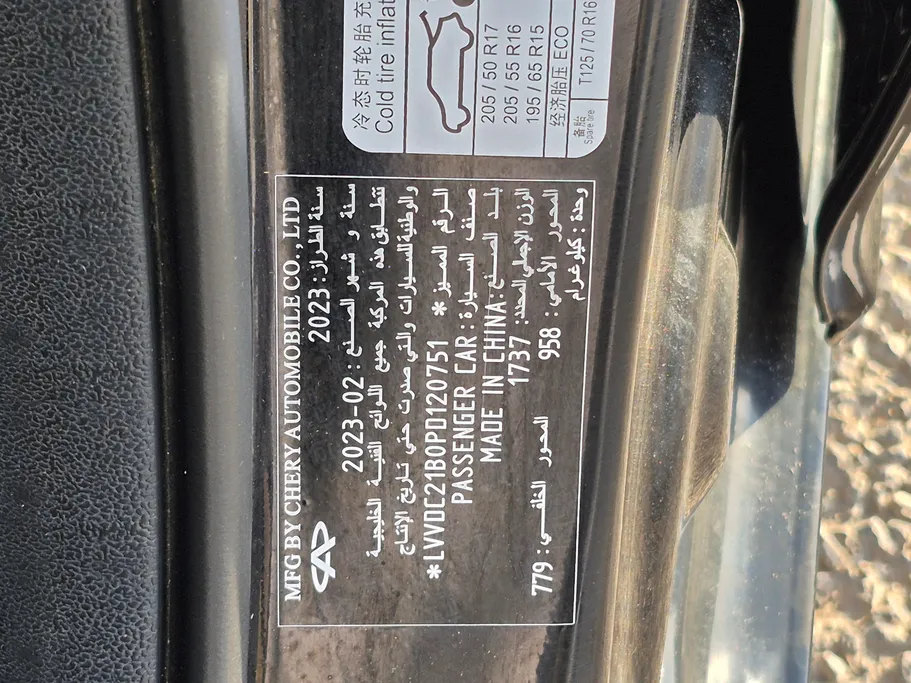 MFG BY CHERY AUTOMOBILE CO., LTD
سنة الطراز: 2023
سنة و شهر الصنع: 2023-02
تتطابق هذه المركبة جميع اللوائح الفنية الخليجية
والوطنية للسيارات والتي صدرت حتى تاريخ الإنتاج
الرقم المميز *LVVDC21B0PD120751*
صنف السيارة: PASSENGER CAR
بلد الصنع: MADE IN CHINA
الوزن الإجمالي المحدد: 1737
المحور الأمامي: 958 المحور الخلفي: 779
وحدة: كيلوغرام
冷态时轮胎充
Cold tire inflat
205/50 R17
205/55 R16
195/65 R15
经济胎压 ECO
备胎 T125/70 R16
Spare tire